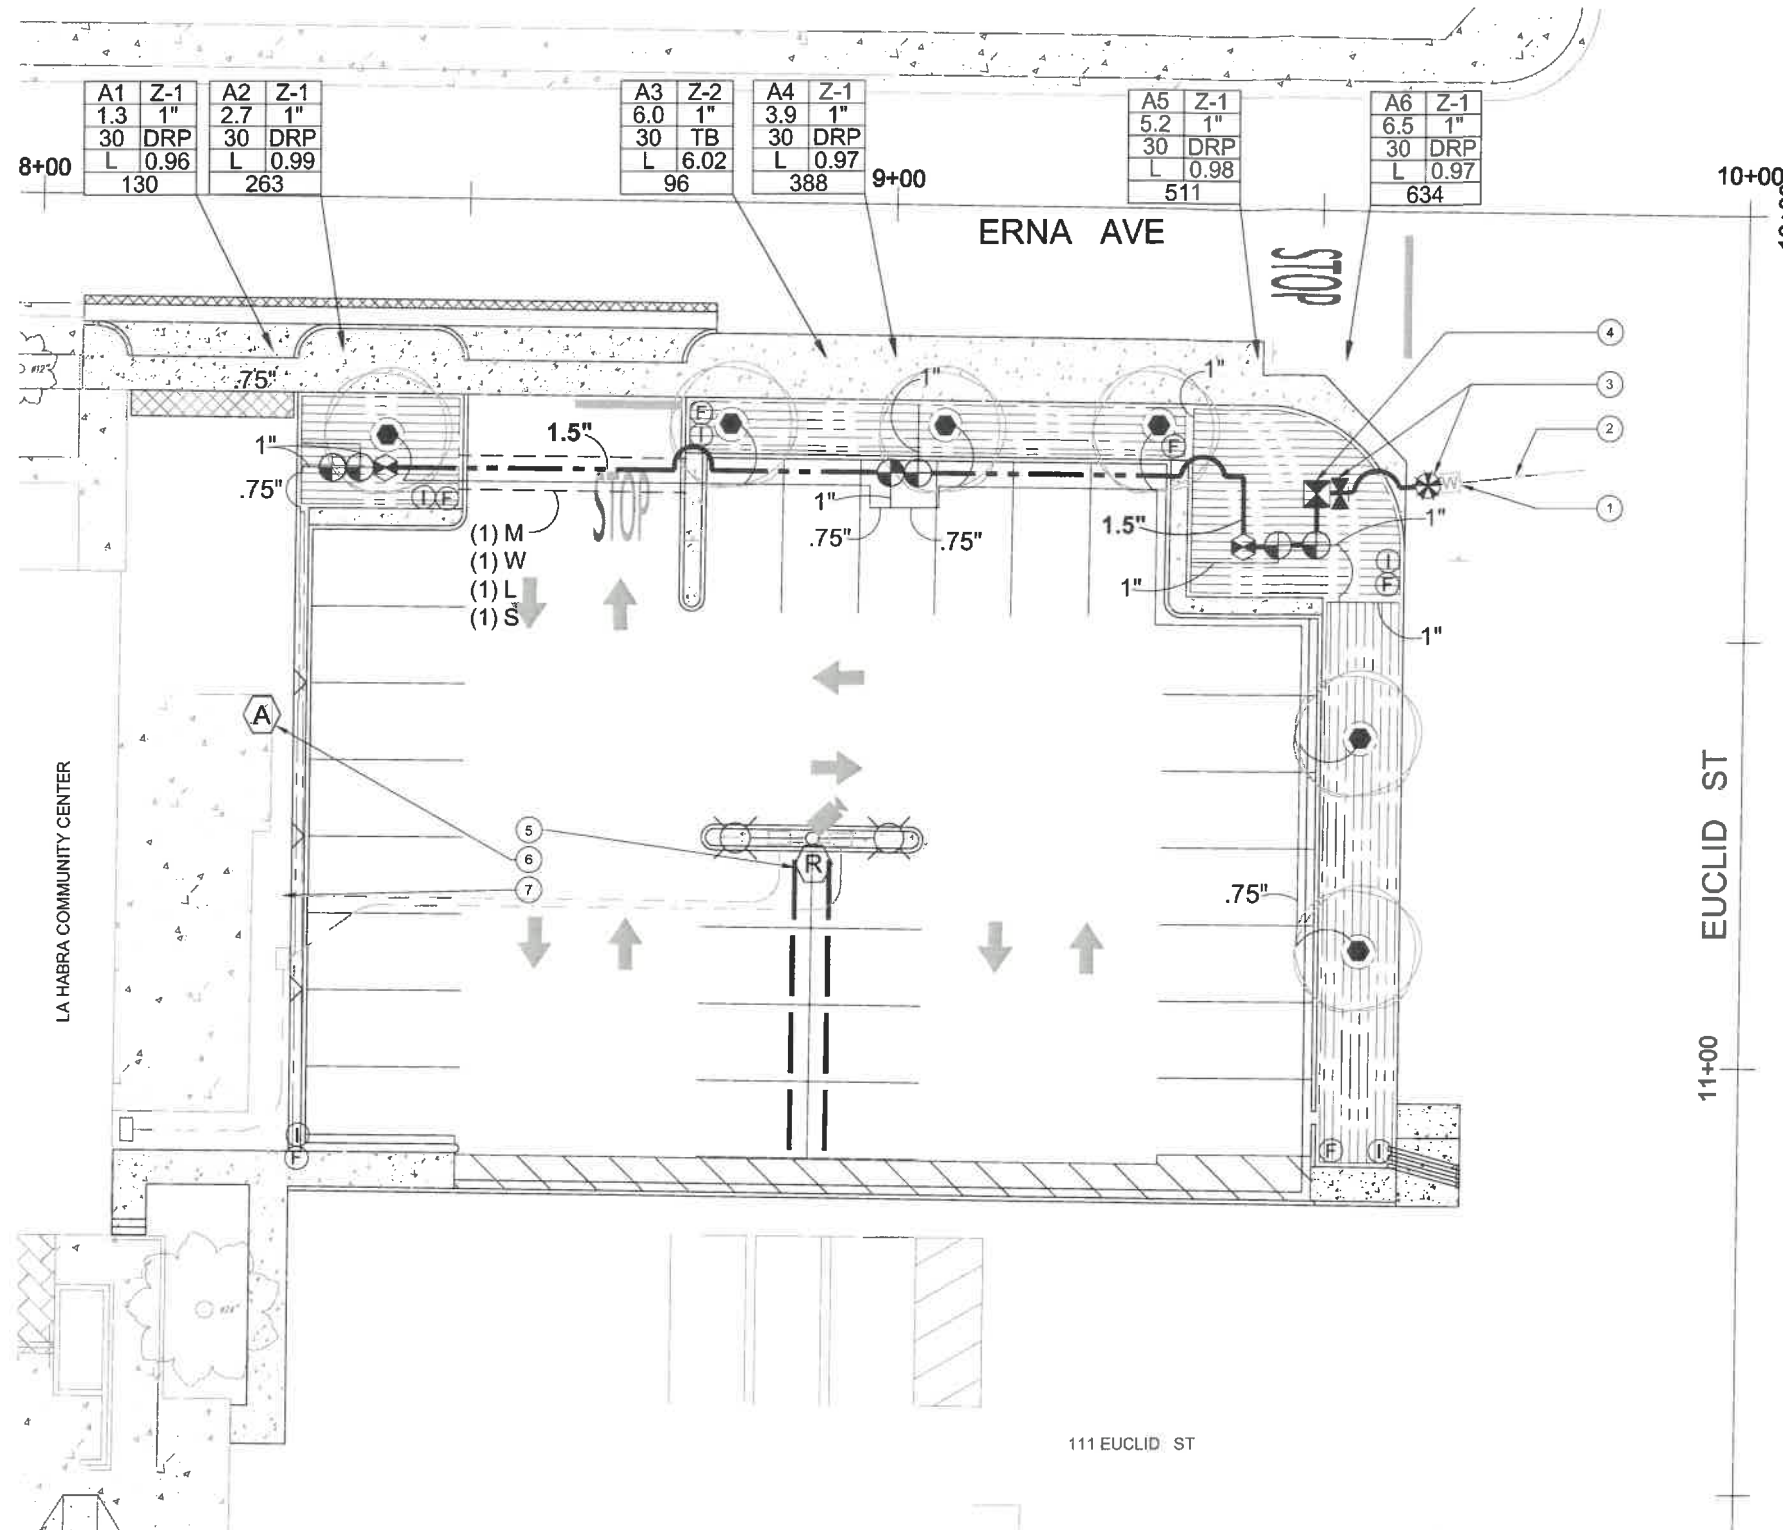 A1 Z-1
1.3 1"
30 DRP
L 0.96
130
A2 Z-1
2.7 1"
30 DRP
L 0.99
263
A3 Z-2
6.0 1"
30 TB
L 6.02
96
A4 Z-1
3.9 1"
30 DRP
L 0.97
388
A5 Z-1
5.2 1"
30 DRP
L 0.98
511
A6 Z-1
6.5 1"
30 DRP
L 0.97
634
8+00
9+00
10+00
ERNA AVE
STOP
4
3
2
1
.75"
1"
1"
1"
1.5"
F
I
F
W
.75"
I F
1"
1.5"
1"
STOP
(1) M
(1) W
(1) L
(1) S
.75"
.75"
1"
I
F
1"
A
5
6
7
R
.75"
LA HABRA COMMUNITY CENTER
EUCLID ST
11+00
I
F
F
I
111 EUCLID ST